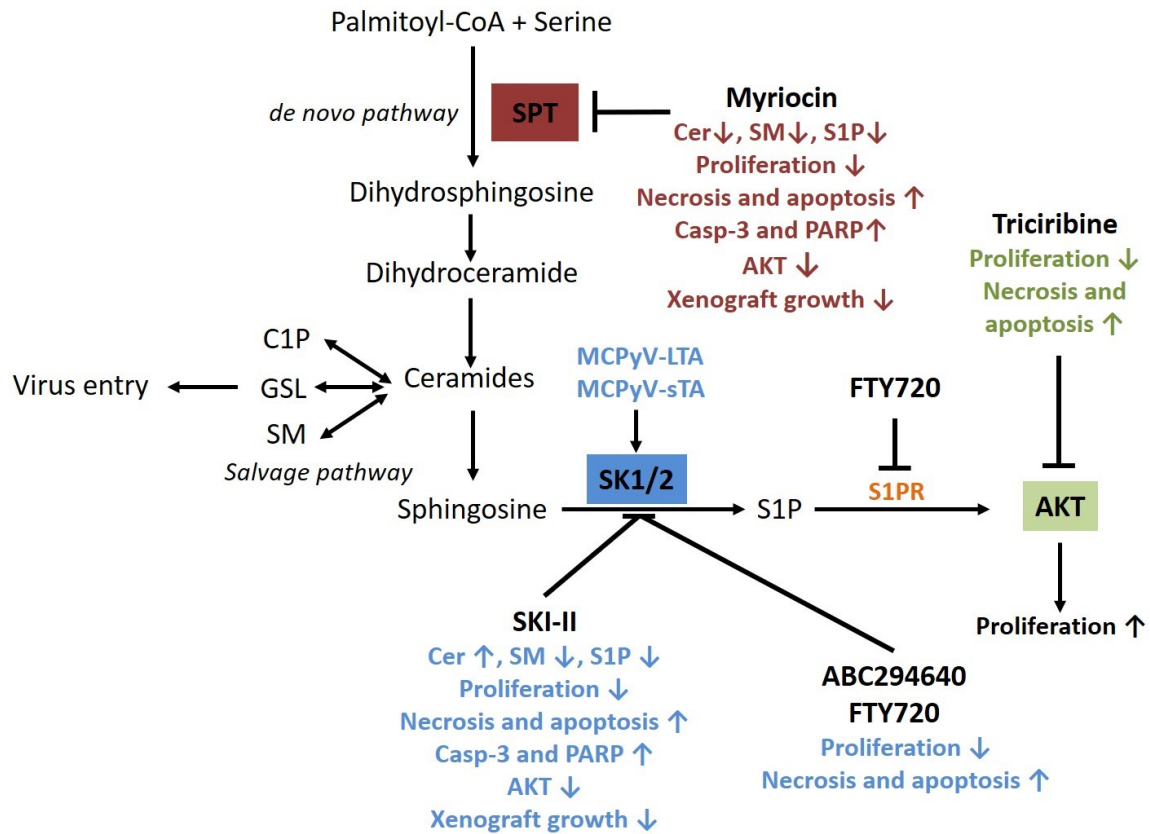 Palmitoyl-CoA + Serine
de novo pathway
SPT
Myriocin
Cer↓, SM↓, S1P↓
Proliferation ↓
Necrosis and apoptosis ↑
Casp-3 and PARP↑
AKT ↓
Xenograft growth ↓
Dihydrosphingosine
Dihydroceramide
Triciribine
Proliferation ↓
Necrosis and
apoptosis ↑
C1P
Virus entry
GSL
Ceramides
SM
Salvage pathway
MCPyV-LTA
MCPyV-sTA
FTY720
SK1/2
S1PR
Sphingosine
S1P
AKT
Proliferation ↑
SKI-II
Cer ↑, SM ↓, S1P ↓
Proliferation ↓
Necrosis and apoptosis ↑
Casp-3 and PARP ↑
AKT ↓
Xenograft growth ↓
ABC294640
FTY720
Proliferation ↓
Necrosis and apoptosis ↑